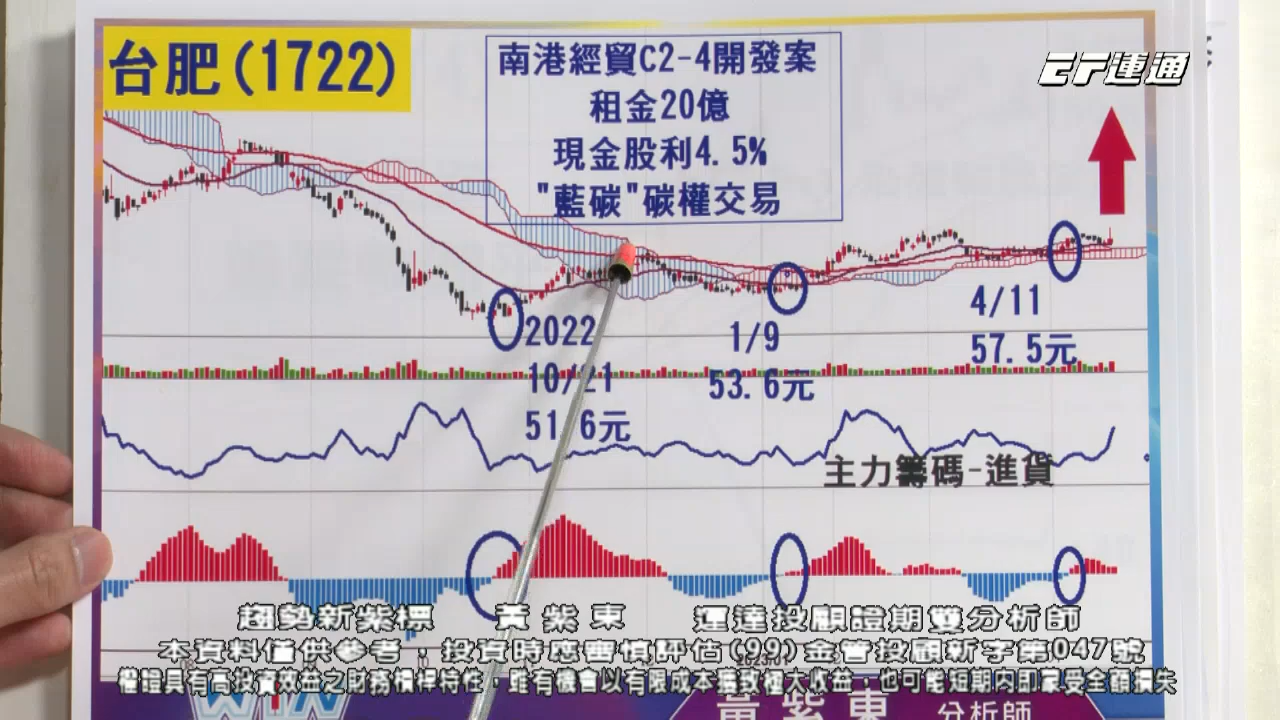 台肥(1722)
南港經貿C2-4開發案
租金20億
現金股利4.5%
"藍碳"碳權交易
運通
2022
10/21
51.6元
1/9
53.6元
4/11
57.5元
主力籌碼-進貨
趨勢新紫標 黃紫東 運達投顧證期雙分析師
本資料僅供參考，投資時應審慎評估(99)金管投顧新字第047號
權證具有高投資效益之財務槓桿特性，雖有機會以有限成本獲致極大收益，也可能短期內即蒙受全額損失
WIN
黃紫東 分析師